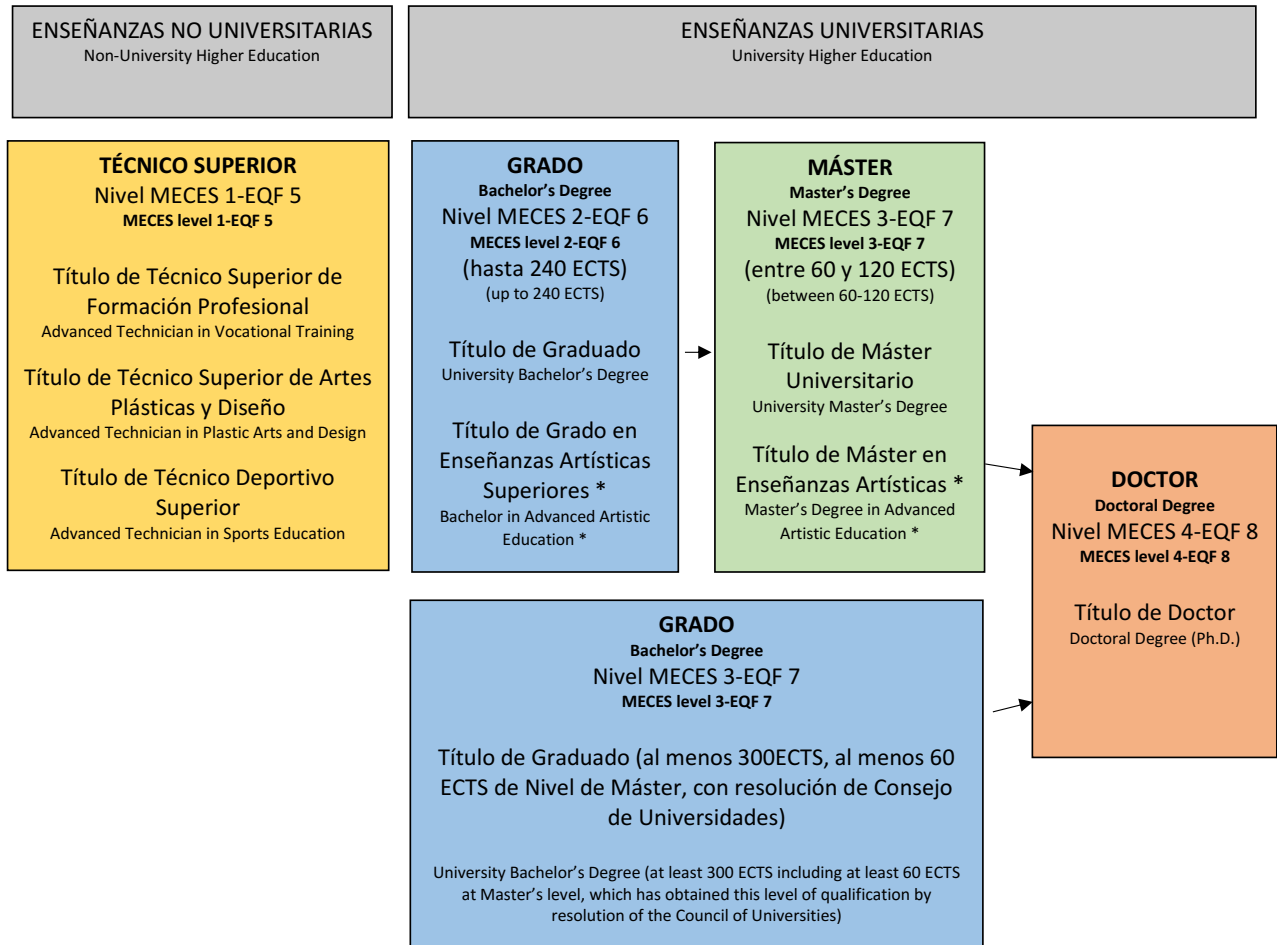 ENSEÑANZAS NO UNIVERSITARIAS
Non-University Higher Education
ENSEÑANZAS UNIVERSITARIAS
University Higher Education
TÉCNICO SUPERIOR
Nivel MECES 1-EQF 5
MECES level 1-EQF 5
Título de Técnico Superior de
Formación Profesional
Advanced Technician in Vocational Training
Título de Técnico Superior de Artes
Plásticas y Diseño
Advanced Technician in Plastic Arts and Design
Título de Técnico Deportivo
Superior
Advanced Technician in Sports Education
GRADO
Bachelor’s Degree
Nivel MECES 2-EQF 6
MECES level 2-EQF 6
(hasta 240 ECTS)
(up to 240 ECTS)
Título de Graduado
University Bachelor’s Degree
Título de Grado en
Enseñanzas Artísticas
Superiores *
Bachelor in Advanced Artistic
Education *
MÁSTER
Master’s Degree
Nivel MECES 3-EQF 7
MECES level 3-EQF 7
(entre 60 y 120 ECTS)
(between 60-120 ECTS)
Título de Máster
Universitario
University Master’s Degree
Título de Máster en
Enseñanzas Artísticas *
Master’s Degree in Advanced
Artistic Education *
DOCTOR
Doctoral Degree
Nivel MECES 4-EQF 8
MECES level 4-EQF 8
Título de Doctor
Doctoral Degree (Ph.D.)
GRADO
Bachelor’s Degree
Nivel MECES 3-EQF 7
MECES level 3-EQF 7
Título de Graduado (al menos 300ECTS, al menos 60
ECTS de Nivel de Máster, con resolución de Consejo
de Universidades)
University Bachelor’s Degree (at least 300 ECTS including at least 60 ECTS
at Master’s level, which has obtained this level of qualification by
resolution of the Council of Universities)